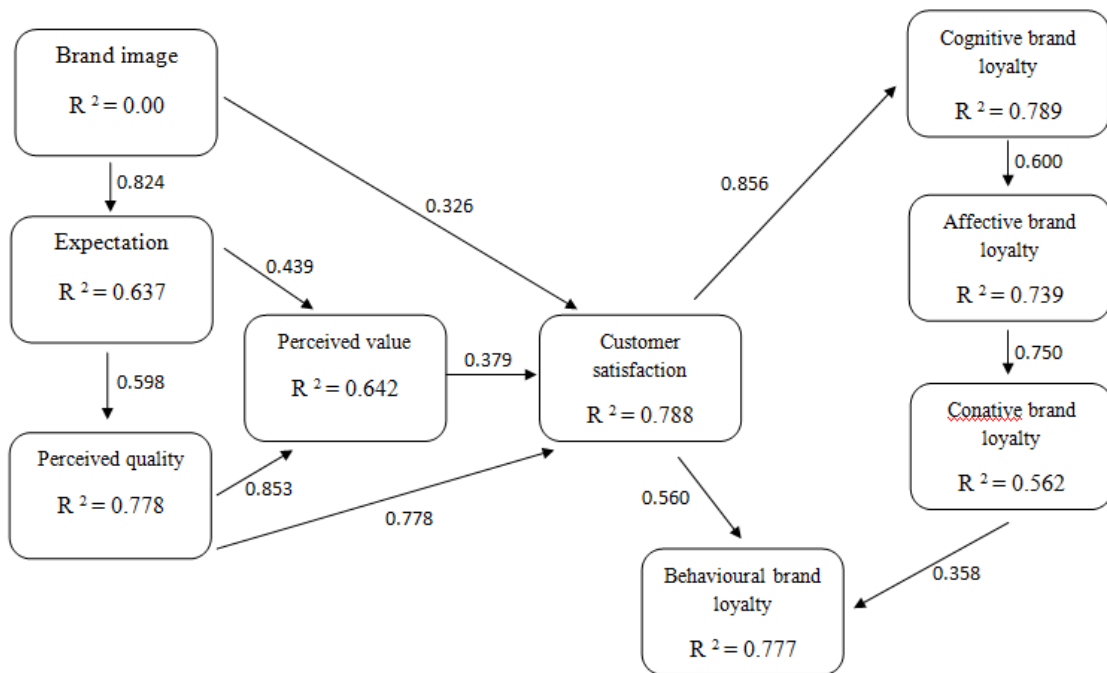 Brand image
R ² = 0.00
0.824
Expectation
R ² = 0.637
0.598
Perceived quality
R ² = 0.778
0.439
0.853
Perceived value
R ² = 0.642
0.326
0.379
0.778
Customer
satisfaction
R ² = 0.788
0.856
0.560
Cognitive brand
loyalty
R ² = 0.789
0.600
Affective brand
loyalty
R ² = 0.739
0.750
Conative brand
loyalty
R ² = 0.562
0.358
Behavioural brand
loyalty
R ² = 0.777